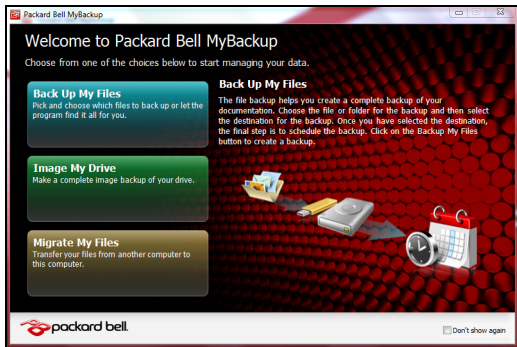 Packard Bell MyBackup
Welcome to Packard Bell MyBackup
Choose from one of the choices below to start managing your data.
Back Up My Files
Pick and choose which files to back up or let the
program find it all for you.
Image My Drive
Make a complete image backup of your drive.
Migrate My Files
Transfer your files from another computer to
this computer.
Back Up My Files
The file backup helps you create a complete backup of your
documentation. Choose the file or folder for the backup and then select
the destination for the backup. Once you have selected the destination,
the final step is to schedule the backup. Click on the Backup My Files
button to create a backup.
packard bell.
Don't show again